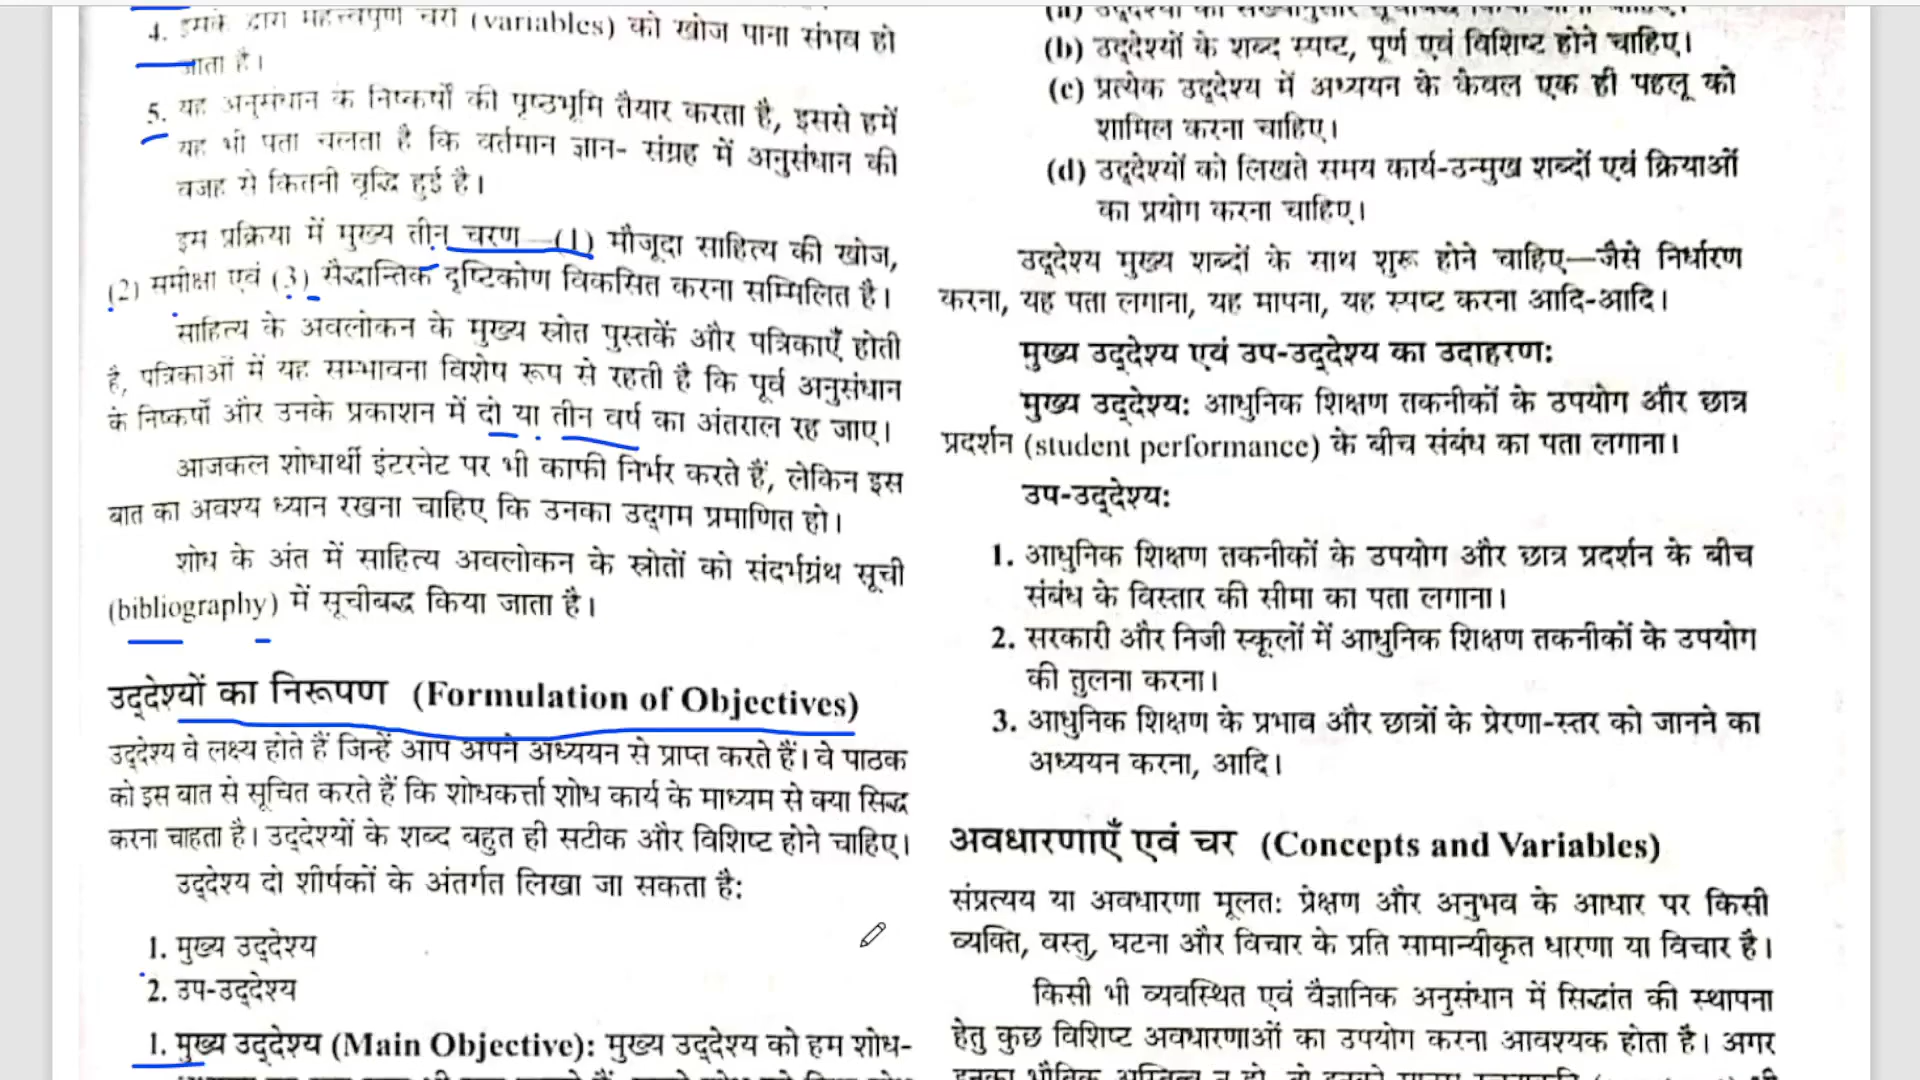 4. इसके द्वारा महत्त्वपूर्ण चरों (variables) को खोज पाना संभव हो
जाता है।
5. यह अनुसंधान के निष्कर्षों की पृष्ठभूमि तैयार करता है, इससे हमें
यह भी पता चलता है कि वर्तमान ज्ञान- संग्रह में अनुसंधान की
वजह से कितनी वृद्धि हुई है।
इस प्रक्रिया में मुख्य तीन चरण—(1) मौजूदा साहित्य की खोज,
(2) समीक्षा एवं (3) सैद्धान्तिक दृष्टिकोण विकसित करना सम्मिलित है।
साहित्य के अवलोकन के मुख्य स्रोत पुस्तकें और पत्रिकाएँ होती
है, पत्रिकाओं में यह सम्भावना विशेष रूप से रहती है कि पूर्व अनुसंधान
के निष्कर्षों और उनके प्रकाशन में दो या तीन वर्ष का अंतराल रह जाए।
आजकल शोधार्थी इंटरनेट पर भी काफी निर्भर करते हैं, लेकिन इस
बात का अवश्य ध्यान रखना चाहिए कि उनका उद्गम प्रमाणित हो।
शोध के अंत में साहित्य अवलोकन के स्रोतों को संदर्भग्रंथ सूची
(bibliography) में सूचीबद्ध किया जाता है।
उद्देश्यों का निरूपण (Formulation of Objectives)
उद्देश्य वे लक्ष्य होते हैं जिन्हें आप अपने अध्ययन से प्राप्त करते हैं। वे पाठक
को इस बात से सूचित करते हैं कि शोधकर्त्ता शोध कार्य के माध्यम से क्या सिद्ध
करना चाहता है। उद्देश्यों के शब्द बहुत ही सटीक और विशिष्ट होने चाहिए।
उद्देश्य दो शीर्षकों के अंतर्गत लिखा जा सकता है:
1. मुख्य उद्देश्य
2. उप-उद्देश्य
1. मुख्य उद्देश्य (Main Objective): मुख्य उद्देश्य को हम शोध-
(b) उद्देश्यों के शब्द स्पष्ट, पूर्ण एवं विशिष्ट होने चाहिए।
(c) प्रत्येक उद्देश्य में अध्ययन के केवल एक ही पहलू को
शामिल करना चाहिए।
(d) उद्देश्यों को लिखते समय कार्य-उन्मुख शब्दों एवं क्रियाओं
का प्रयोग करना चाहिए।
उद्देश्य मुख्य शब्दों के साथ शुरू होने चाहिए—जैसे निर्धारण
करना, यह पता लगाना, यह मापना, यह स्पष्ट करना आदि-आदि।
मुख्य उद्देश्य एवं उप-उद्देश्य का उदाहरण:
मुख्य उद्देश्य: आधुनिक शिक्षण तकनीकों के उपयोग और छात्र
प्रदर्शन (student performance) के बीच संबंध का पता लगाना।
उप-उद्देश्य:
1. आधुनिक शिक्षण तकनीकों के उपयोग और छात्र प्रदर्शन के बीच
संबंध के विस्तार की सीमा का पता लगाना।
2. सरकारी और निजी स्कूलों में आधुनिक शिक्षण तकनीकों के उपयोग
की तुलना करना।
3. आधुनिक शिक्षण के प्रभाव और छात्रों के प्रेरणा-स्तर को जानने का
अध्ययन करना, आदि।
अवधारणाएँ एवं चर (Concepts and Variables)
संप्रत्यय या अवधारणा मूलत: प्रेक्षण और अनुभव के आधार पर किसी
व्यक्ति, वस्तु, घटना और विचार के प्रति सामान्यीकृत धारणा या विचार है।
किसी भी व्यवस्थित एवं वैज्ञानिक अनुसंधान में सिद्धांत की स्थापना
हेतु कुछ विशिष्ट अवधारणाओं का उपयोग करना आवश्यक होता है। अगर